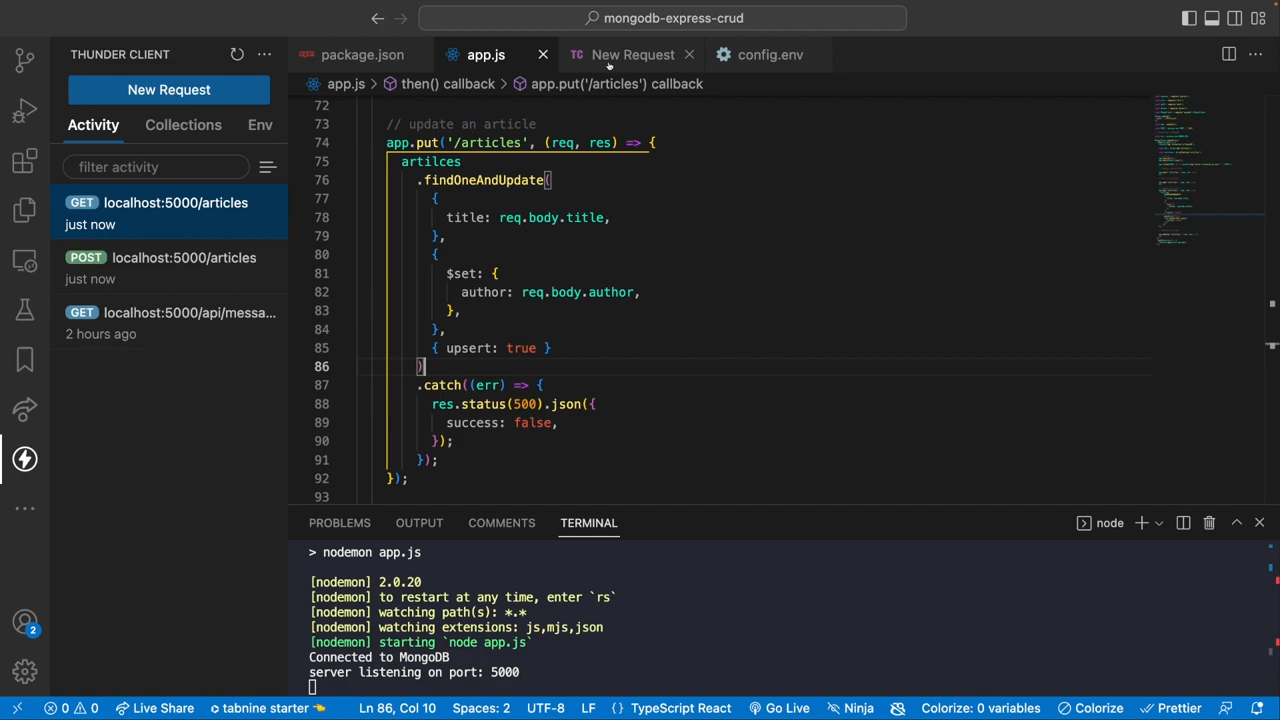 mongodb-express-crud
THUNDER CLIENT
New Request
Activity
Collections
Env
filter activity
GET localhost:5000/articles
just now
POST localhost:5000/articles
just now
GET localhost:5000/api/messa...
2 hours ago
2
package.json
JS app.js
TC New Request
config.env
app.js > then() callback > app.put('/articles') callback
72
73 // update an article
74 app.put('/articles', (req, res) => {
75 artilces
76 .findOneAndUpdate(
77 {
78 title: req.body.title,
79 },
80 {
81 $set: {
82 author: req.body.author,
83 },
84 },
85 { upsert: true }
86 )
87 .catch((err) => {
88 res.status(500).json({
89 success: false,
90 });
91 });
92 });
93
PROBLEMS
OUTPUT
COMMENTS
TERMINAL
node
> nodemon app.js
[nodemon] 2.0.20
[nodemon] to restart at any time, enter `rs`
[nodemon] watching path(s): *.*
[nodemon] watching extensions: js,mjs,json
[nodemon] starting `node app.js`
Connected to MongoDB
server listening on port: 5000
0 0 Live Share tabnine starter Ln 86, Col 10 Spaces: 2 UTF-8 LF {} TypeScript React Go Live Ninja Colorize: 0 variables Colorize Prettier